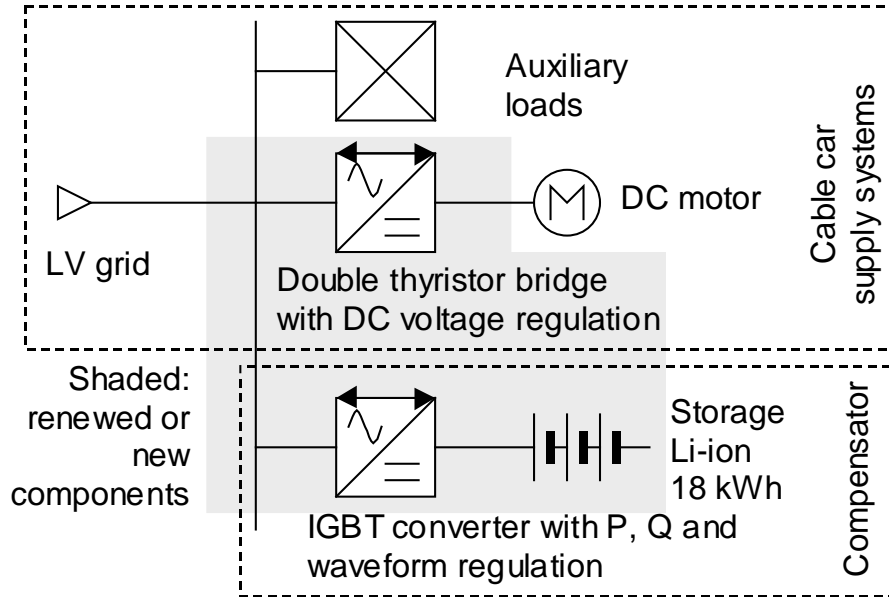 Auxiliary
loads
M
DC motor
LV grid
Double thyristor bridge
with DC voltage regulation
Cable car
supply systems
Shaded:
renewed or
new
components
Storage
Li-ion
18 kWh
IGBT converter with P, Q and
waveform regulation
Compensator